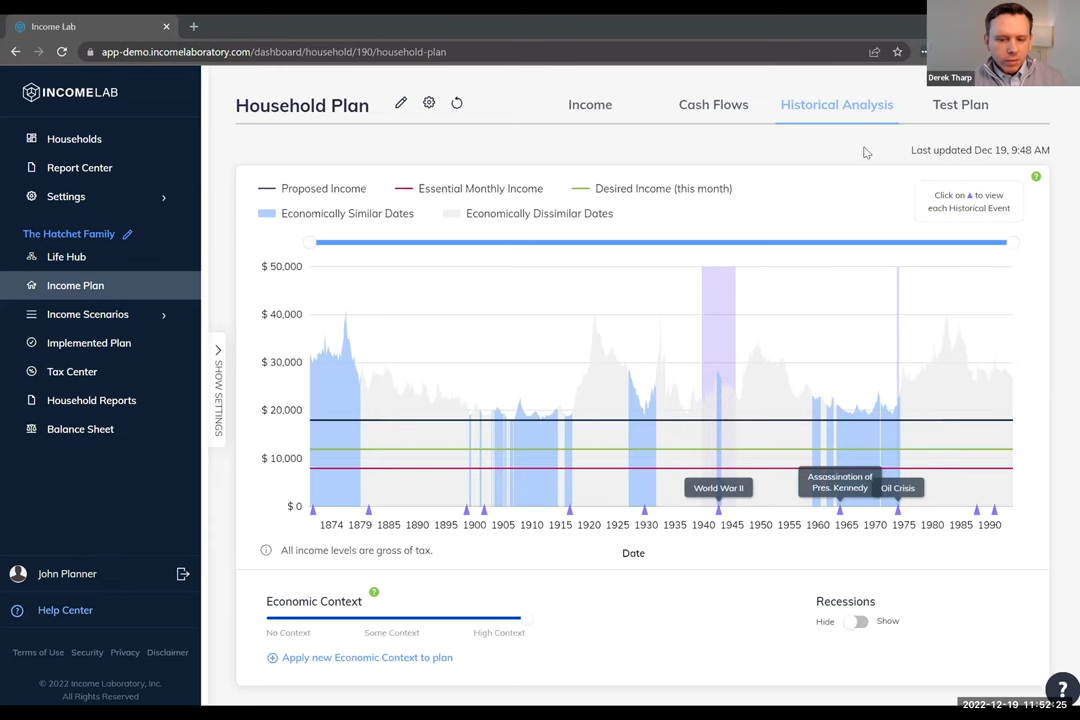 Income Lab
app-demo.incomelaboratory.com/dashboard/household/190/household-plan
Derek Tharp
INCOMELAB
Households
Report Center
Settings
The Hatchet Family
Life Hub
Income Plan
Income Scenarios
Implemented Plan
Tax Center
Household Reports
Balance Sheet
John Planner
Help Center
Terms of Use Security Privacy Disclaimer
© 2022 Income Laboratory, Inc.
All Rights Reserved
SHOW SETTINGS
Household Plan
Income Cash Flows Historical Analysis Test Plan
Last updated Dec 19, 9:48 AM
Proposed Income Essential Monthly Income Desired Income (this month)
Economically Similar Dates Economically Dissimilar Dates
Click on ▲ to view
each Historical Event
$ 50,000
$ 40,000
$ 30,000
$ 20,000
$ 10,000
$ 0
World War II
Assassination of
Pres. Kennedy
Oil Crisis
1874 1879 1885 1890 1895 1900 1905 1910 1915 1920 1925 1930 1935 1940 1945 1950 1955 1960 1965 1970 1975 1980 1985 1990
All income levels are gross of tax.
Date
Economic Context
No Context Some Context High Context
Apply new Economic Context to plan
Recessions
Hide Show
?
2022-12-19 11:52:25